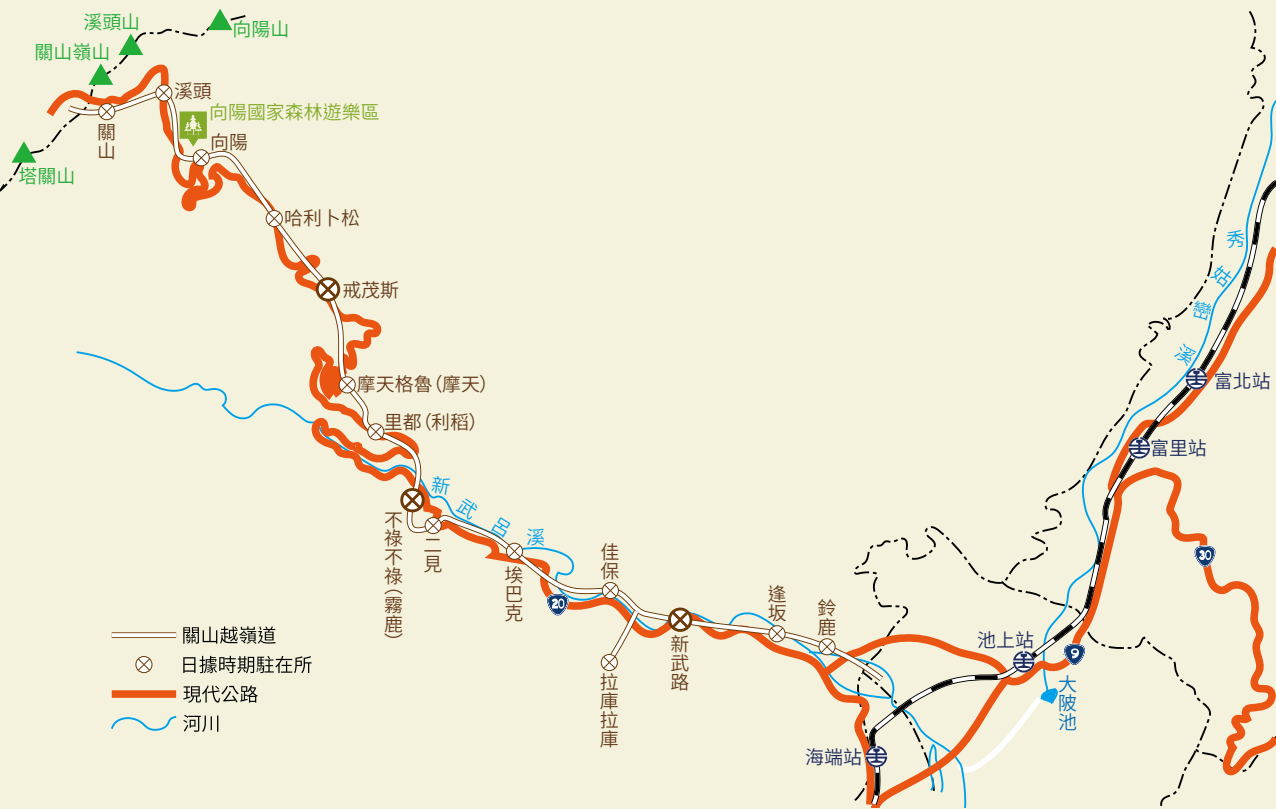 溪頭山
向陽山
關山嶺山
溪頭
向陽國家森林遊樂區
關山
向陽
塔關山
哈利卜松
戒茂斯
秀姑巒溪
摩天格魯(摩天)
富北站
里都(利稻)
富里站
新武呂溪
不祿不祿(霧鹿)
二見
埃巴克
佳保
30
20
逢坂
鈴鹿
新武路
拉庫拉庫
池上站
9
大陂池
海端站
關山越嶺道
日據時期駐在所
現代公路
河川